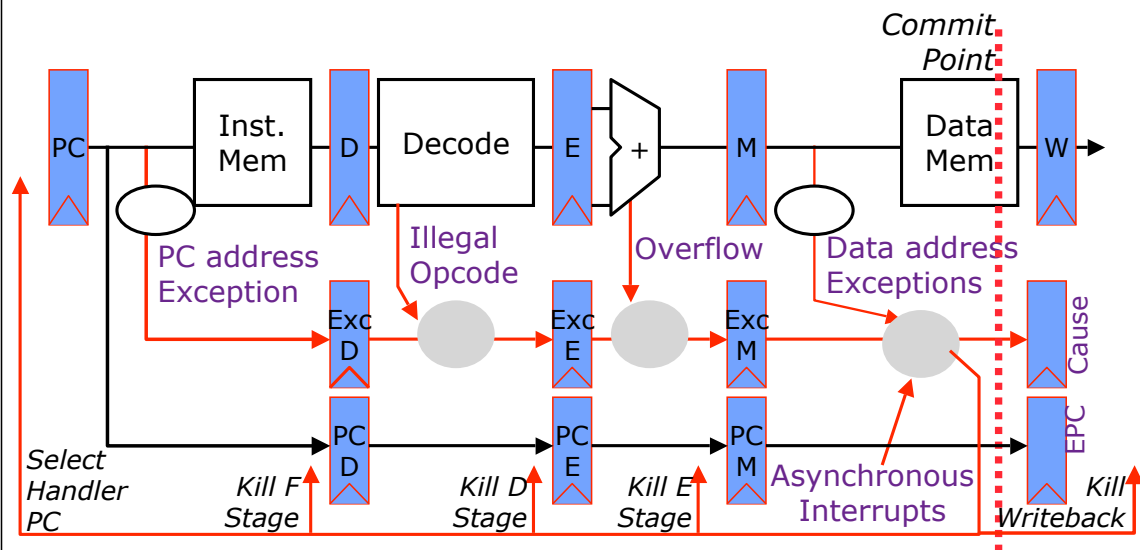 Commit
Point
PC
Inst.
Mem
D
Decode
E
+
M
Data
Mem
W
PC address
Exception
Illegal
Opcode
Overflow
Data address
Exceptions
Exc
D
Exc
E
Exc
M
Cause
PC
D
PC
E
PC
M
EPC
Select
Handler
PC
Kill F
Stage
Kill D
Stage
Kill E
Stage
Asynchronous
Interrupts
Kill
Writeback